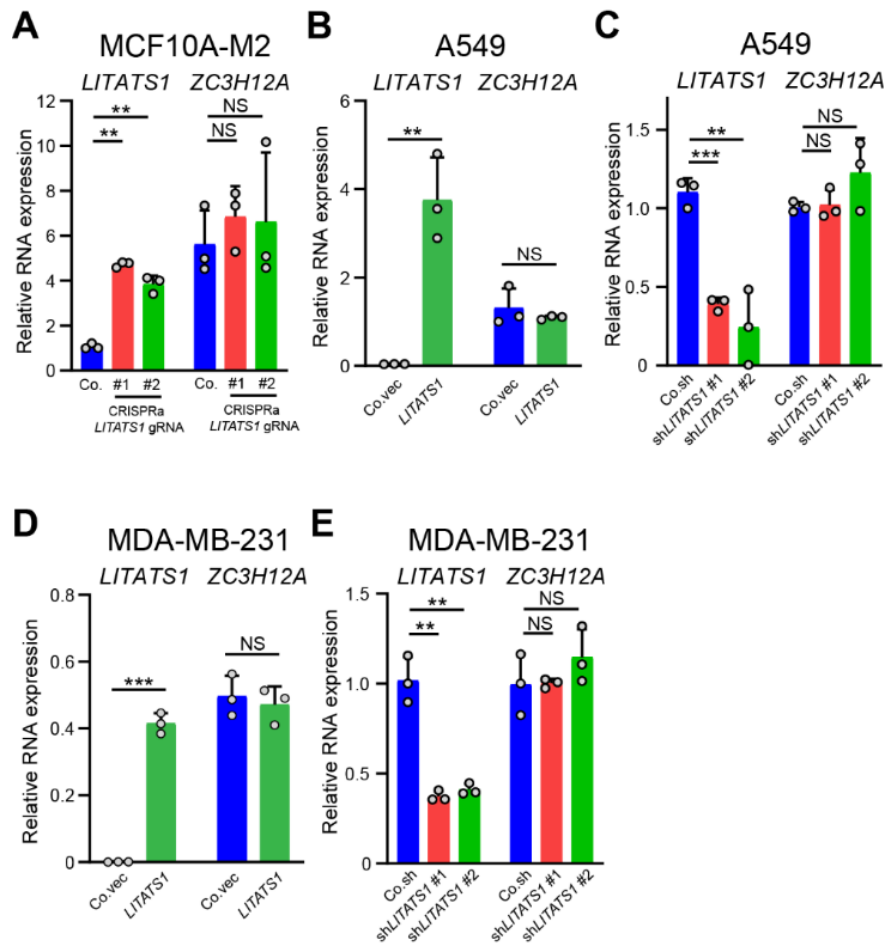 A
MCF10A-M2
LITATS1 ZC3H12A
Relative RNA expression
12
10
8
6
4
2
0
**
**
NS
NS
Co. #1 #2 Co. #1 #2
CRISPRa CRISPRa
LITATS1 gRNA LITATS1 gRNA
B
A549
LITATS1 ZC3H12A
Relative RNA expression
6
4
2
0
**
NS
Co.vec
LITATS1
Co.vec
LITATS1
C
A549
LITATS1 ZC3H12A
Relative RNA expression
1.5
1.0
0.5
0
**
***
NS
NS
Co.sh
shLITATS1 #1
shLITATS1 #2
Co.sh
shLITATS1 #1
shLITATS1 #2
D
MDA-MB-231
LITATS1 ZC3H12A
Relative RNA expression
0.8
0.6
0.4
0.2
0
***
NS
Co.vec
LITATS1
Co.vec
LITATS1
E
MDA-MB-231
LITATS1 ZC3H12A
Relative RNA expression
1.5
1.0
0.5
0
**
**
NS
NS
Co.sh
shLITATS1 #1
shLITATS1 #2
Co.sh
shLITATS1 #1
shLITATS1 #2